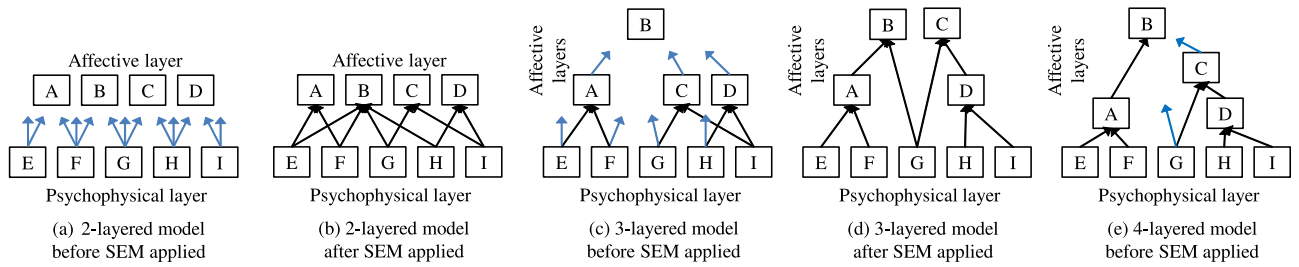 Affective layer
A B C D
E F G H I
Psychophysical layer
(a) 2-layered model
before SEM applied
Affective layer
A B C D
E F G H I
Psychophysical layer
(b) 2-layered model
after SEM applied
Affective
layers
B
A C D
E F G H I
Psychophysical layer
(c) 3-layered model
before SEM applied
Affective
layers
B C
A D
E F G H I
Psychophysical layer
(d) 3-layered model
after SEM applied
Affective
layers
B
C
A D
E F G H I
Psychophysical layer
(e) 4-layered model
before SEM applied